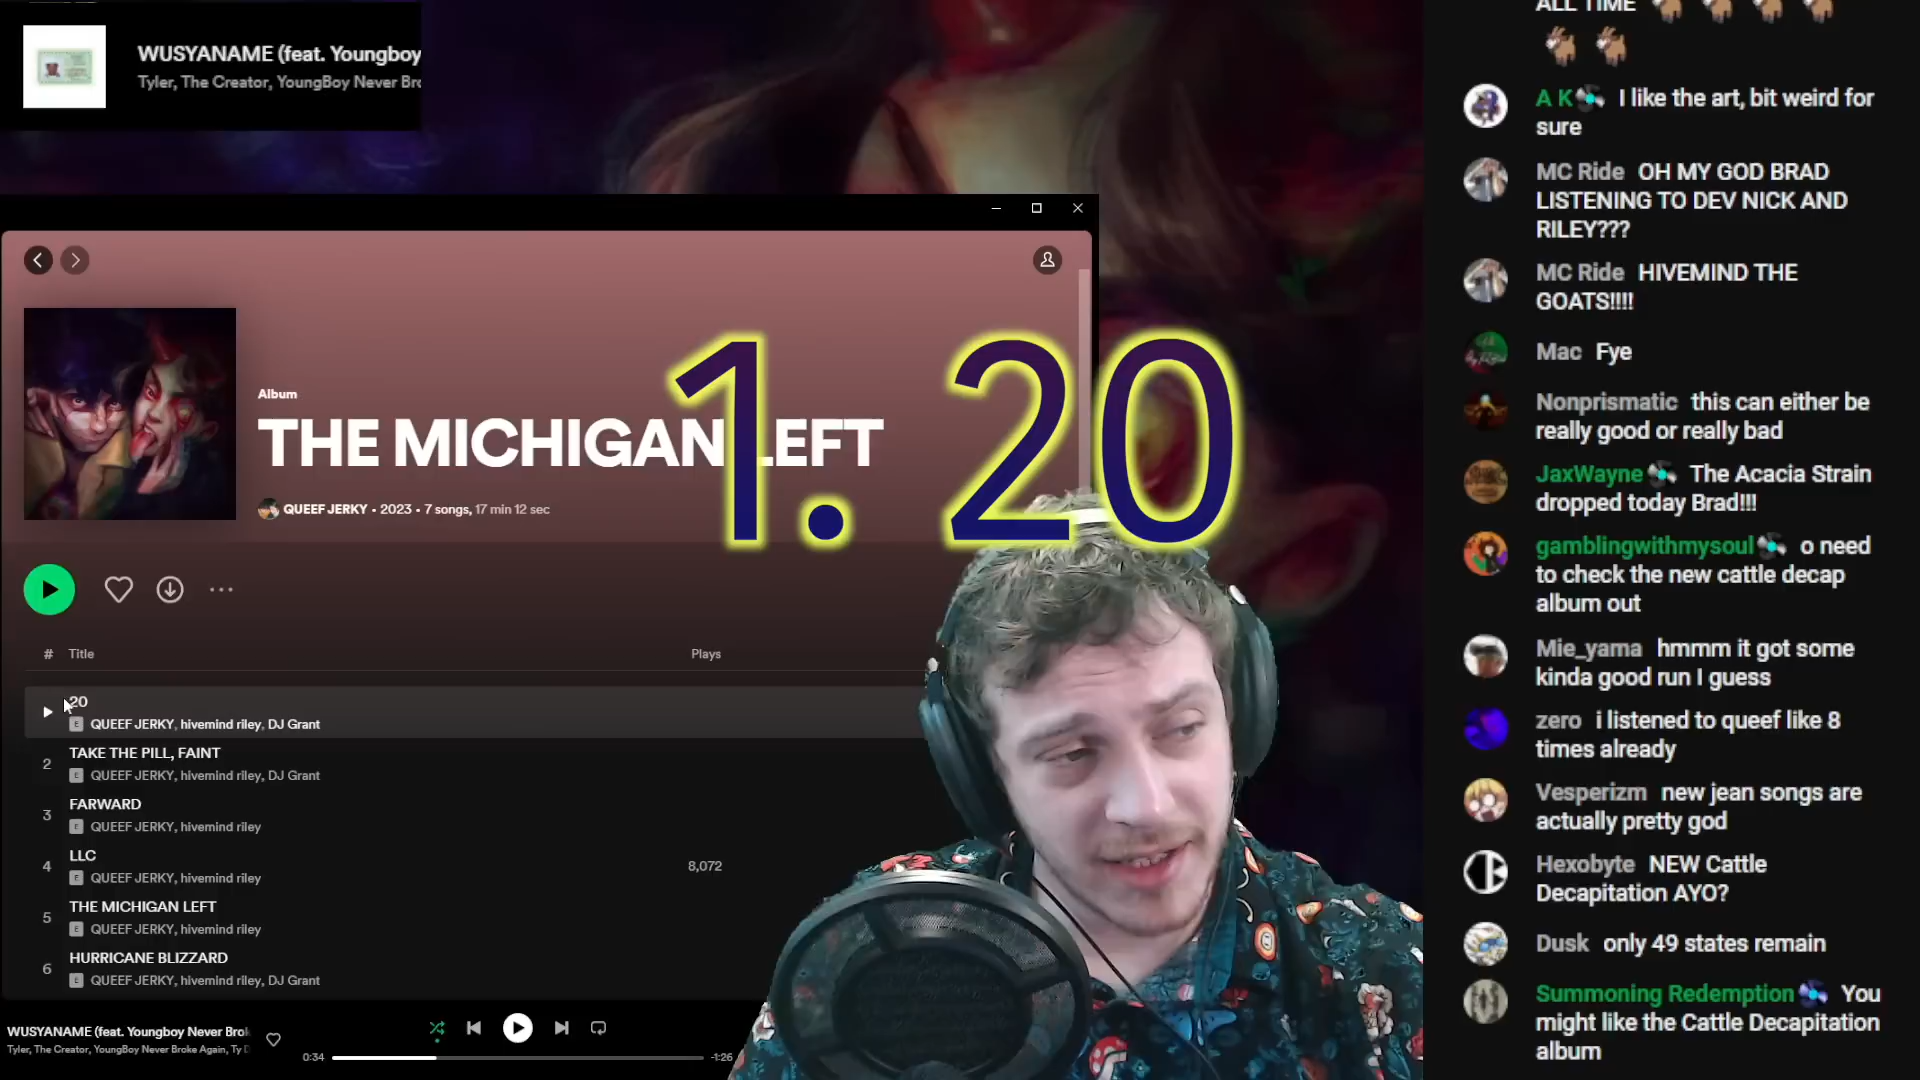 WUSYANAME (feat. Youngboy
Tyler, The Creator, YoungBoy Never Bro
Album
THE MICHIGAN LEFT
QUEEF JERKY • 2023 • 7 songs, 17 min 12 sec
1. 20
# Title Plays
20
E QUEEF JERKY, hivemind riley, DJ Grant
2 TAKE THE PILL, FAINT
E QUEEF JERKY, hivemind riley, DJ Grant
3 FARWARD
E QUEEF JERKY, hivemind riley
4 LLC 8,072
E QUEEF JERKY, hivemind riley
5 THE MICHIGAN LEFT
E QUEEF JERKY, hivemind riley
6 HURRICANE BLIZZARD
E QUEEF JERKY, hivemind riley, DJ Grant
WUSYANAME (feat. Youngboy Never Brok
Tyler, The Creator, YoungBoy Never Broke Again, Ty D
0:34 -1:26
ALL TIME
A K I like the art, bit weird for
sure
MC Ride OH MY GOD BRAD
LISTENING TO DEV NICK AND
RILEY???
MC Ride HIVEMIND THE
GOATS!!!!
Mac Fye
Nonprismatic this can either be
really good or really bad
JaxWayne The Acacia Strain
dropped today Brad!!!
gamblingwithmysoul o need
to check the new cattle decap
album out
Mie_yama hmmm it got some
kinda good run I guess
zero i listened to queef like 8
times already
Vesperizm new jean songs are
actually pretty god
Hexobyte NEW Cattle
Decapitation AYO?
Dusk only 49 states remain
Summoning Redemption You
might like the Cattle Decapitation
album